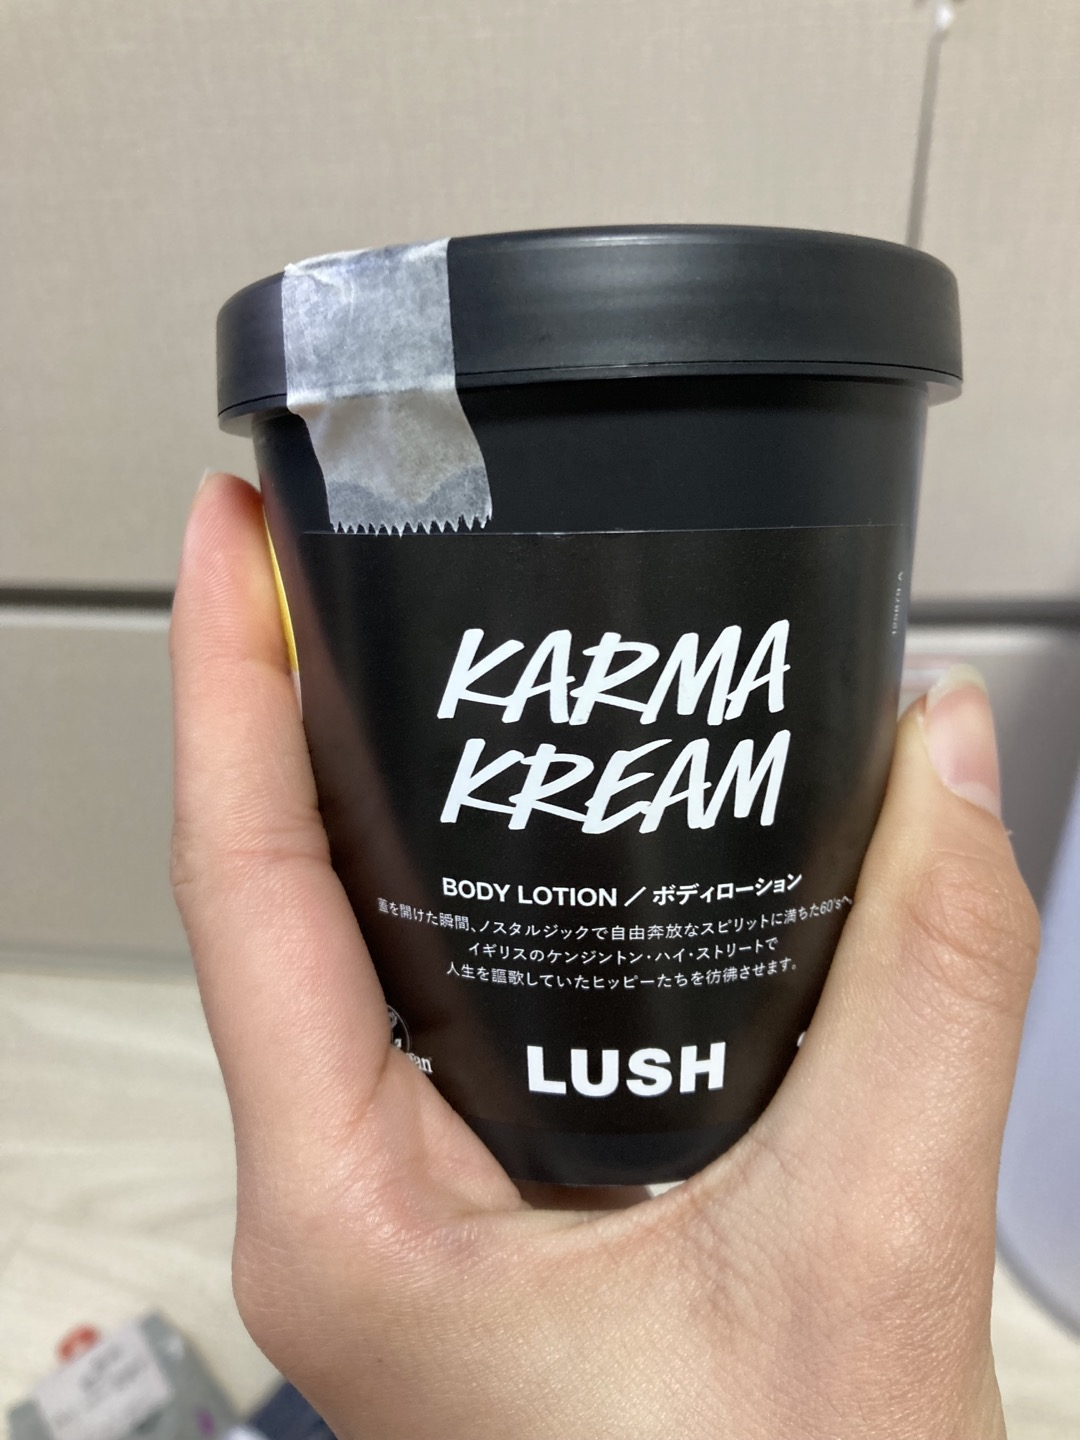 KARMA
KREAM
BODY LOTION / ボディローション
蓋を開けた瞬間、ノスタルジックで自由奔放なスピリットに満ちた60'sへ。
イギリスのケンジントン・ハイ・ストリートで
人生を謳歌していたヒッピーたちを彷彿させます。
LUSH